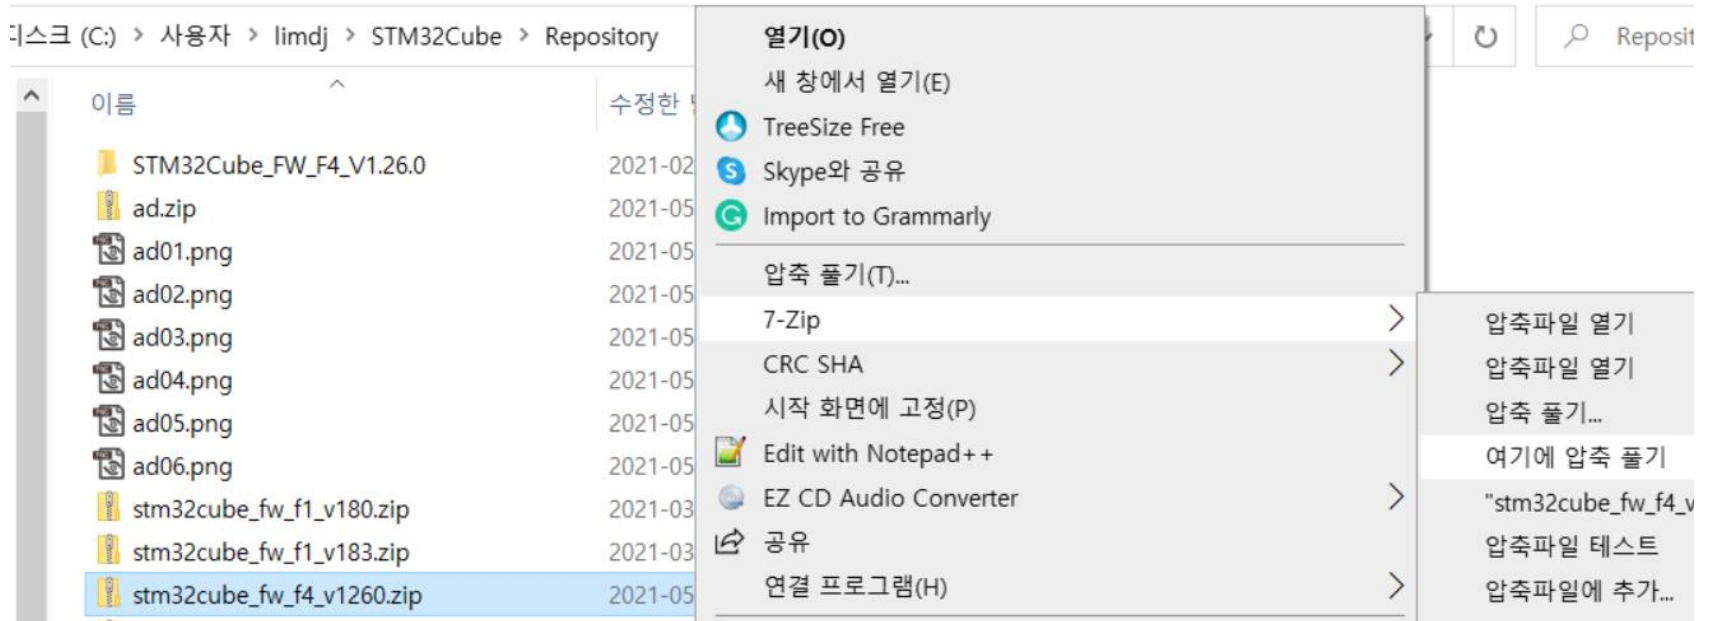 디스크 (C:) > 사용자 > limdj > STM32Cube > Repository
Reposit
이름
수정한
STM32Cube_FW_F4_V1.26.0 2021-02
ad.zip 2021-05
ad01.png 2021-05
ad02.png 2021-05
ad03.png 2021-05
ad04.png 2021-05
ad05.png 2021-05
ad06.png 2021-05
stm32cube_fw_f1_v180.zip 2021-03
stm32cube_fw_f1_v183.zip 2021-03
stm32cube_fw_f4_v1260.zip 2021-05
열기(O)
새 창에서 열기(E)
TreeSize Free
Skype와 공유
Import to Grammarly
압축 풀기(T)...
7-Zip
CRC SHA
시작 화면에 고정(P)
Edit with Notepad++
EZ CD Audio Converter
공유
연결 프로그램(H)
압축파일 열기
압축파일 열기
압축 풀기...
여기에 압축 풀기
"stm32cube_fw_f4_v
압축파일 테스트
압축파일에 추가...